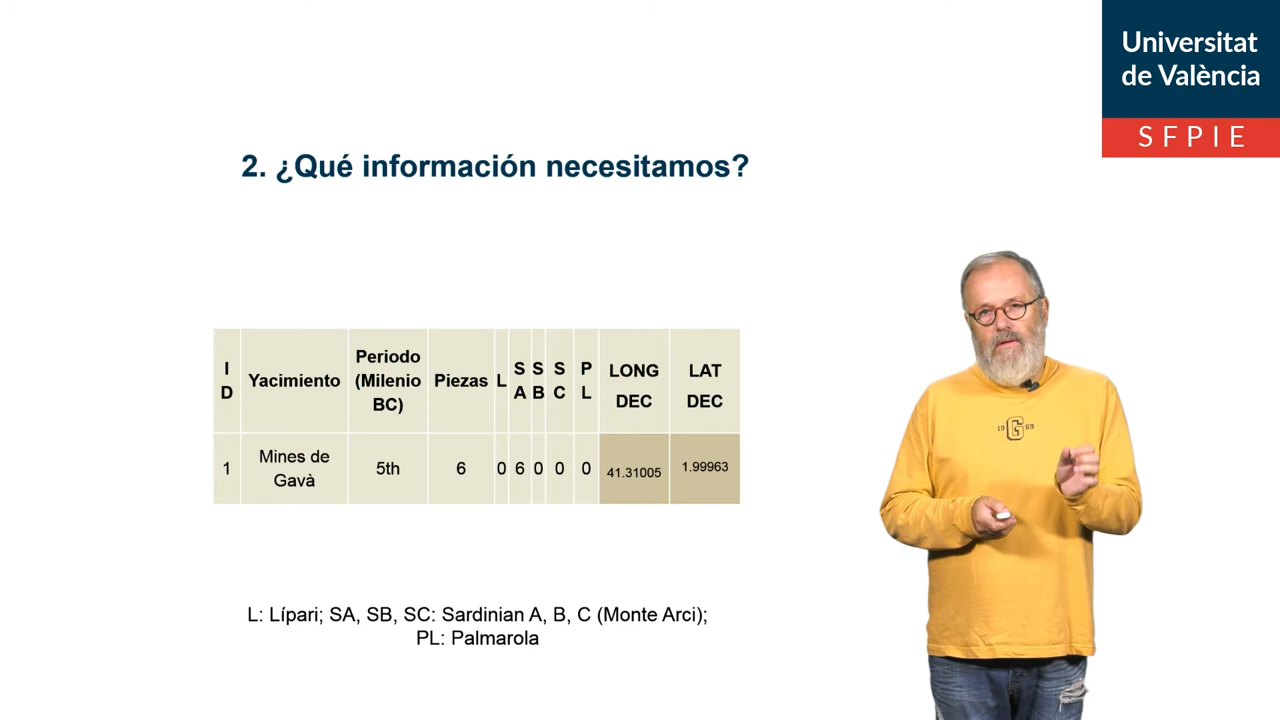 Universitat
de València
SFPIE
2. ¿Qué información necesitamos?
ID Yacimiento Periodo (Milenio BC) Piezas L SA SB SC PL LONG DEC LAT DEC
1 Mines de Gavà 5th 6 0 6 0 0 0 41.31005 1.99963
L: Lípari; SA, SB, SC: Sardinian A, B, C (Monte Arci);
PL: Palmarola
19 G 69